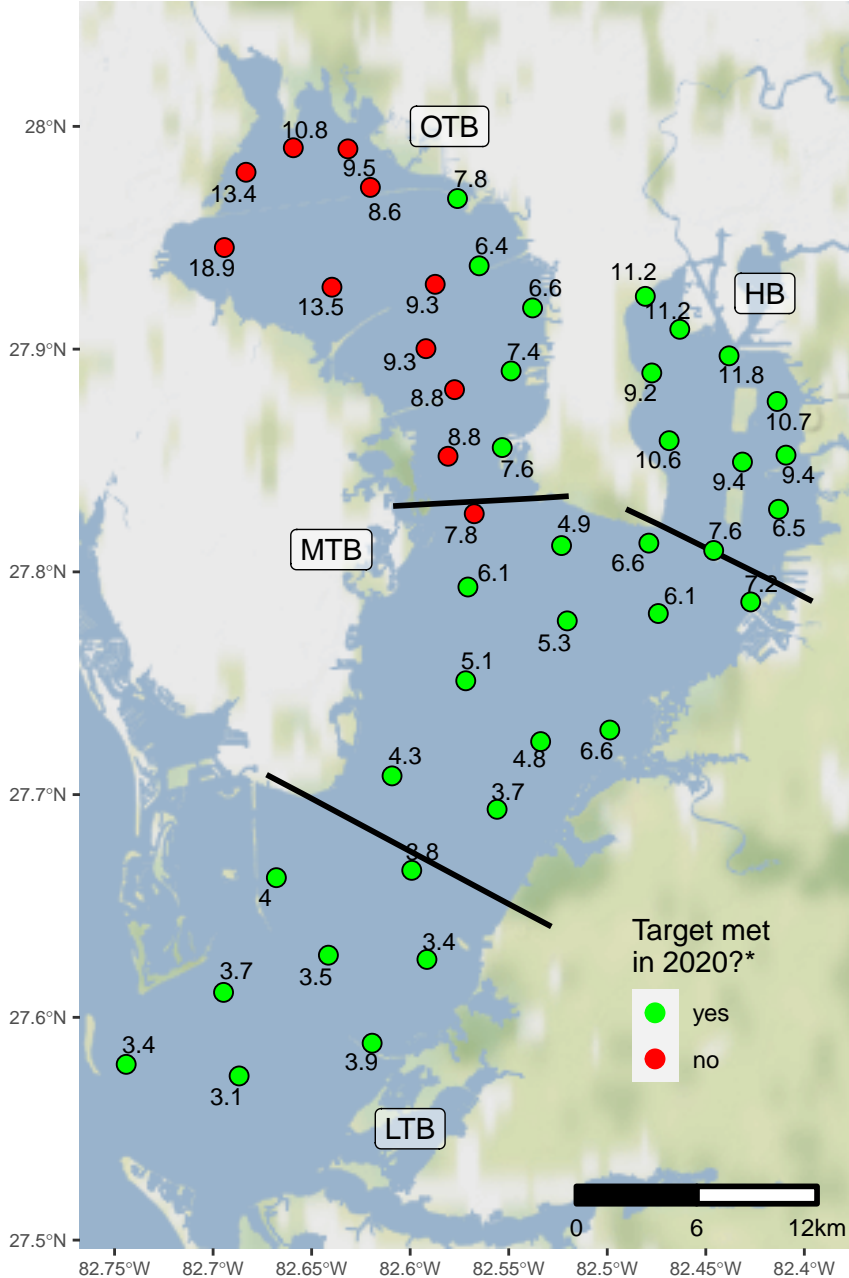 28°N
27.9°N
27.8°N
27.7°N
27.6°N
27.5°N
OTB
10.8
9.5
13.4
8.6
7.8
18.9
6.4
13.5
9.3
6.6
11.2
HB
11.2
9.3
7.4
11.8
9.2
8.8
10.7
8.8
7.6
10.6
9.4
9.4
6.5
7.8
4.9
MTB
6.6
7.6
6.1
7.2
6.1
5.3
5.1
4.3
4.8
6.6
3.7
3.8
4
3.5
3.4
3.7
3.4
3.9
3.1
LTB
Target met
in 2020?*
yes
no
0 6 12km
82.75°W 82.7°W 82.65°W 82.6°W 82.55°W 82.5°W 82.45°W 82.4°W